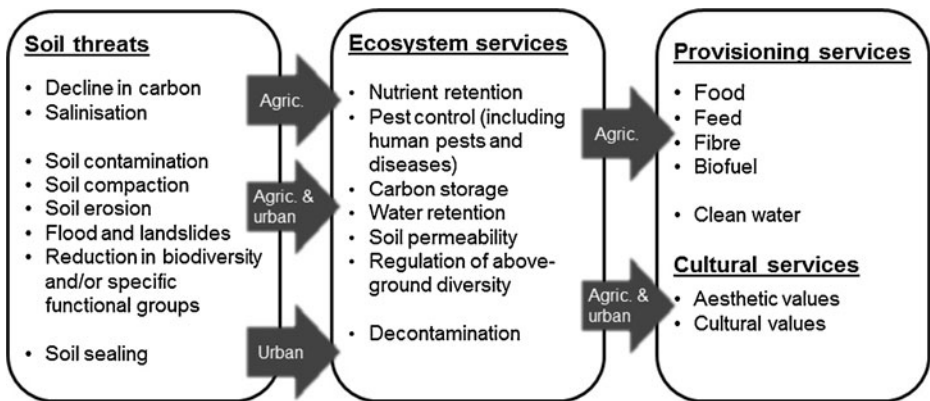 Soil threats
• Decline in carbon
• Salinisation
• Soil contamination
• Soil compaction
• Soil erosion
• Flood and landslides
• Reduction in biodiversity
and/or specific
functional groups
• Soil sealing
Agric.
Agric. &
urban
Urban
Ecosystem services
• Nutrient retention
• Pest control (including
human pests and
diseases)
• Carbon storage
• Water retention
• Soil permeability
• Regulation of above-
ground diversity
• Decontamination
Agric.
Agric. &
urban
Provisioning services
• Food
• Feed
• Fibre
• Biofuel
• Clean water
Cultural services
• Aesthetic values
• Cultural values